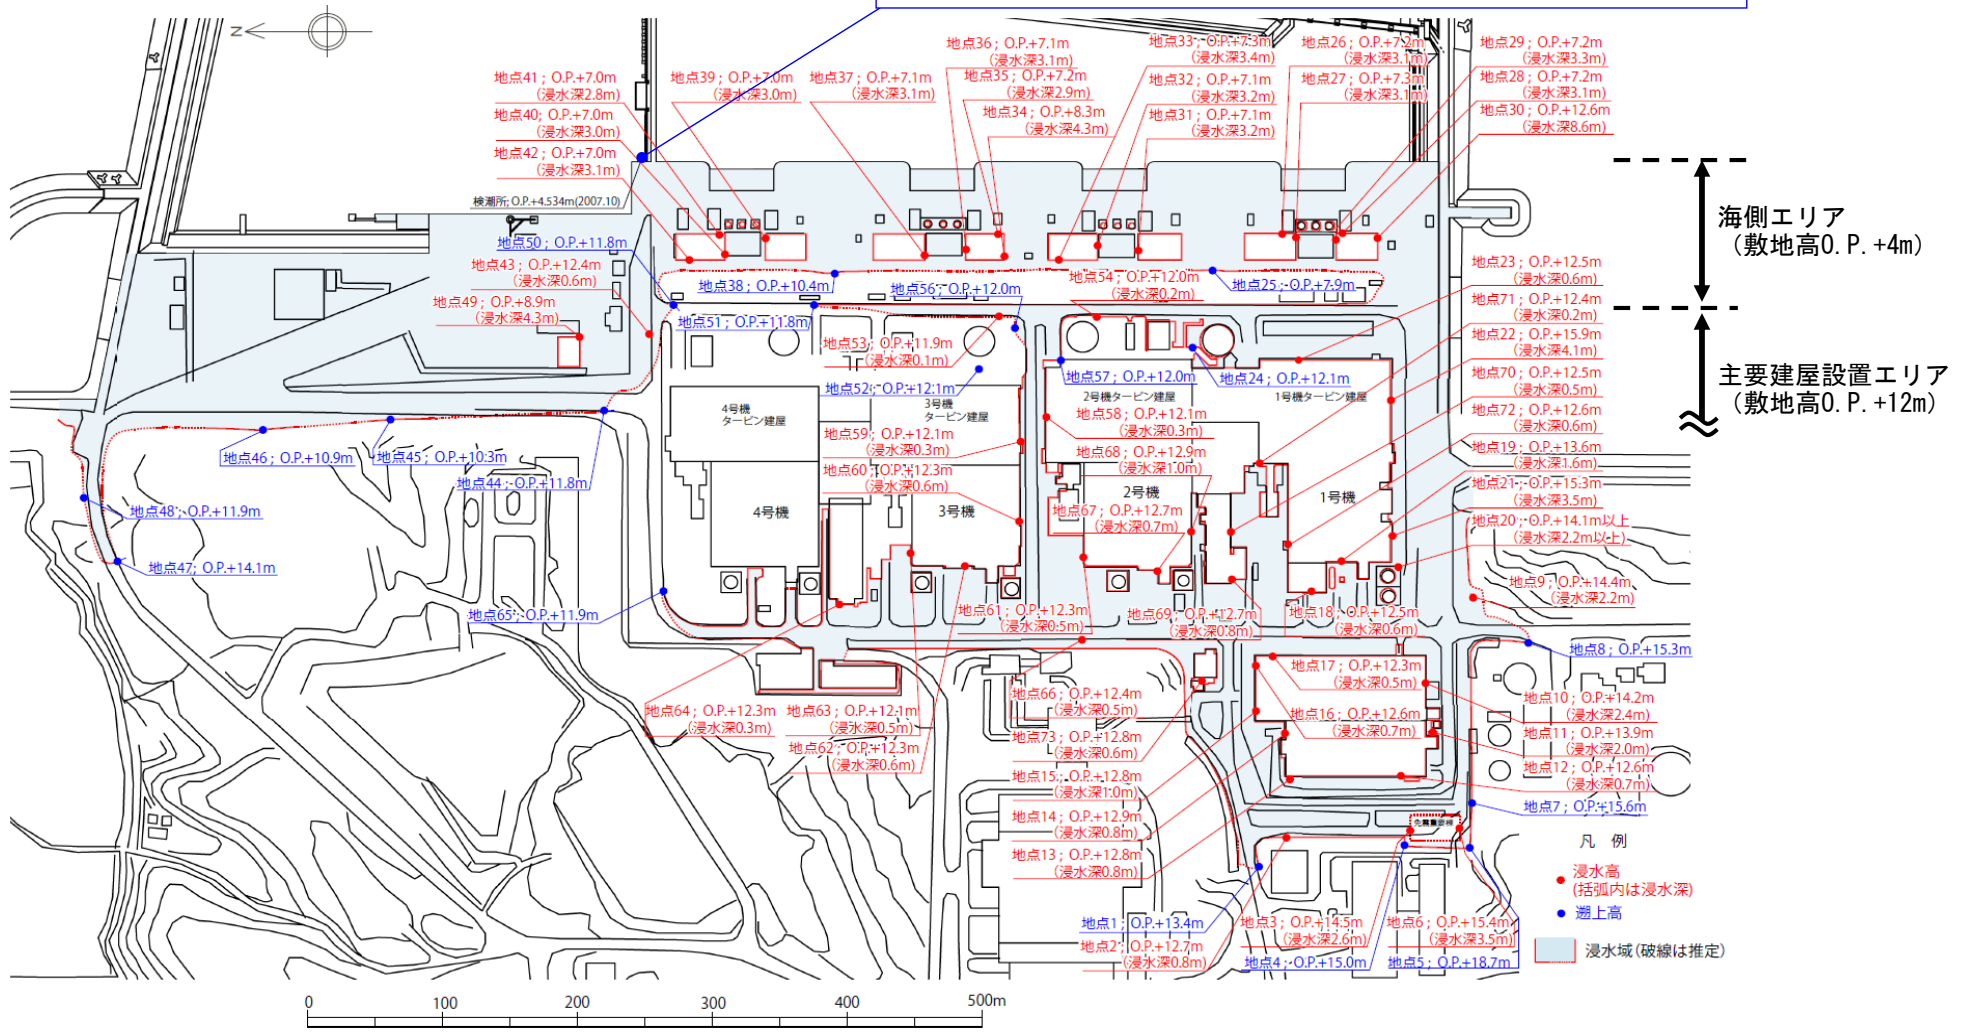 N
地点36 ; O.P.+7.1m
(浸水深3.1m)
地点33 ; O.P.+7.3m
(浸水深3.4m)
地点26 ; O.P.+7.2m
(浸水深3.1m)
地点29 ; O.P.+7.2m
(浸水深3.3m)
地点41 ; O.P.+7.0m
(浸水深2.8m)
地点39 ; O.P.+7.0m
(浸水深3.0m)
地点37 ; O.P.+7.1m
(浸水深3.1m)
地点35 ; O.P.+7.2m
(浸水深2.9m)
地点32 ; O.P.+7.1m
(浸水深3.2m)
地点27 ; O.P.+7.3m
(浸水深3.1m)
地点28 ; O.P.+7.2m
(浸水深3.1m)
地点40 ; O.P.+7.0m
(浸水深3.0m)
地点34 ; O.P.+8.3m
(浸水深4.3m)
地点31 ; O.P.+7.1m
(浸水深3.2m)
地点30 ; O.P.+12.6m
(浸水深8.6m)
地点42 ; O.P.+7.0m
(浸水深3.1m)
検潮所; O.P.+4.534m(2007.10)
海側エリア
(敷地高O.P.+4m)
地点50 ; O.P.+11.8m
地点43 ; O.P.+12.4m
(浸水深0.6m)
地点38 ; O.P.+10.4m
地点56 ; O.P.+12.0m
地点54 ; O.P.+12.0m
(浸水深0.2m)
地点25 ; O.P.+7.9m
地点23 ; O.P.+12.5m
(浸水深0.6m)
地点49 ; O.P.+8.9m
(浸水深4.3m)
地点51 ; O.P.+11.8m
地点71 ; O.P.+12.4m
(浸水深0.2m)
地点53 ; O.P.+11.9m
(浸水深0.1m)
地点22 ; O.P.+15.9m
(浸水深4.1m)
地点52 ; O.P.+12.1m
地点57 ; O.P.+12.0m
地点24 ; O.P.+12.1m
地点70 ; O.P.+12.5m
(浸水深0.5m)
主要建屋設置エリア
(敷地高O.P.+12m)
4号機
タービン建屋
3号機
タービン建屋
2号機タービン建屋
1号機タービン建屋
地点58 ; O.P.+12.1m
(浸水深0.3m)
地点72 ; O.P.+12.6m
(浸水深0.6m)
地点59 ; O.P.+12.1m
(浸水深0.3m)
地点68 ; O.P.+12.9m
(浸水深1.0m)
地点19 ; O.P.+13.6m
(浸水深1.6m)
地点46 ; O.P.+10.9m
地点45 ; O.P.+10.3m
地点44 ; O.P.+11.8m
地点60 ; O.P.+12.3m
(浸水深0.6m)
地点21 ; O.P.+15.3m
(浸水深3.5m)
4号機
3号機
2号機
1号機
地点48 ; O.P.+11.9m
地点67 ; O.P.+12.7m
(浸水深0.7m)
地点20 ; O.P.+14.1m以上
(浸水深2.2m以上)
地点47 ; O.P.+14.1m
地点9 ; O.P.+14.4m
(浸水深2.2m)
地点65 ; O.P.+11.9m
地点61 ; O.P.+12.3m
(浸水深0.5m)
地点69 ; O.P.+12.7m
(浸水深0.8m)
地点18 ; O.P.+12.5m
(浸水深0.6m)
地点8 ; O.P.+15.3m
地点17 ; O.P.+12.3m
(浸水深0.5m)
地点66 ; O.P.+12.4m
(浸水深0.5m)
地点10 ; O.P.+14.2m
(浸水深2.4m)
地点64 ; O.P.+12.3m
(浸水深0.3m)
地点63 ; O.P.+12.1m
(浸水深0.5m)
地点16 ; O.P.+12.6m
(浸水深0.7m)
地点73 ; O.P.+12.8m
(浸水深0.6m)
地点11 ; O.P.+13.9m
(浸水深2.0m)
地点62 ; O.P.+12.3m
(浸水深0.6m)
地点15 ; O.P.+12.8m
(浸水深1.0m)
地点12 ; O.P.+12.6m
(浸水深0.7m)
地点14 ; O.P.+12.9m
(浸水深0.8m)
地点7 ; O.P.+15.6m
免震重要棟
地点13 ; O.P.+12.8m
(浸水深0.8m)
凡 例
浸水高
(括弧内は浸水深)
遡上高
浸水域(破線は推定)
地点1 ; O.P.+13.4m
地点3 ; O.P.+14.5m
(浸水深2.6m)
地点6 ; O.P.+15.4m
(浸水深3.5m)
地点2 ; O.P.+12.7m
(浸水深0.8m)
地点4 ; O.P.+15.0m
地点5 ; O.P.+18.7m
0 100 200 300 400 500m